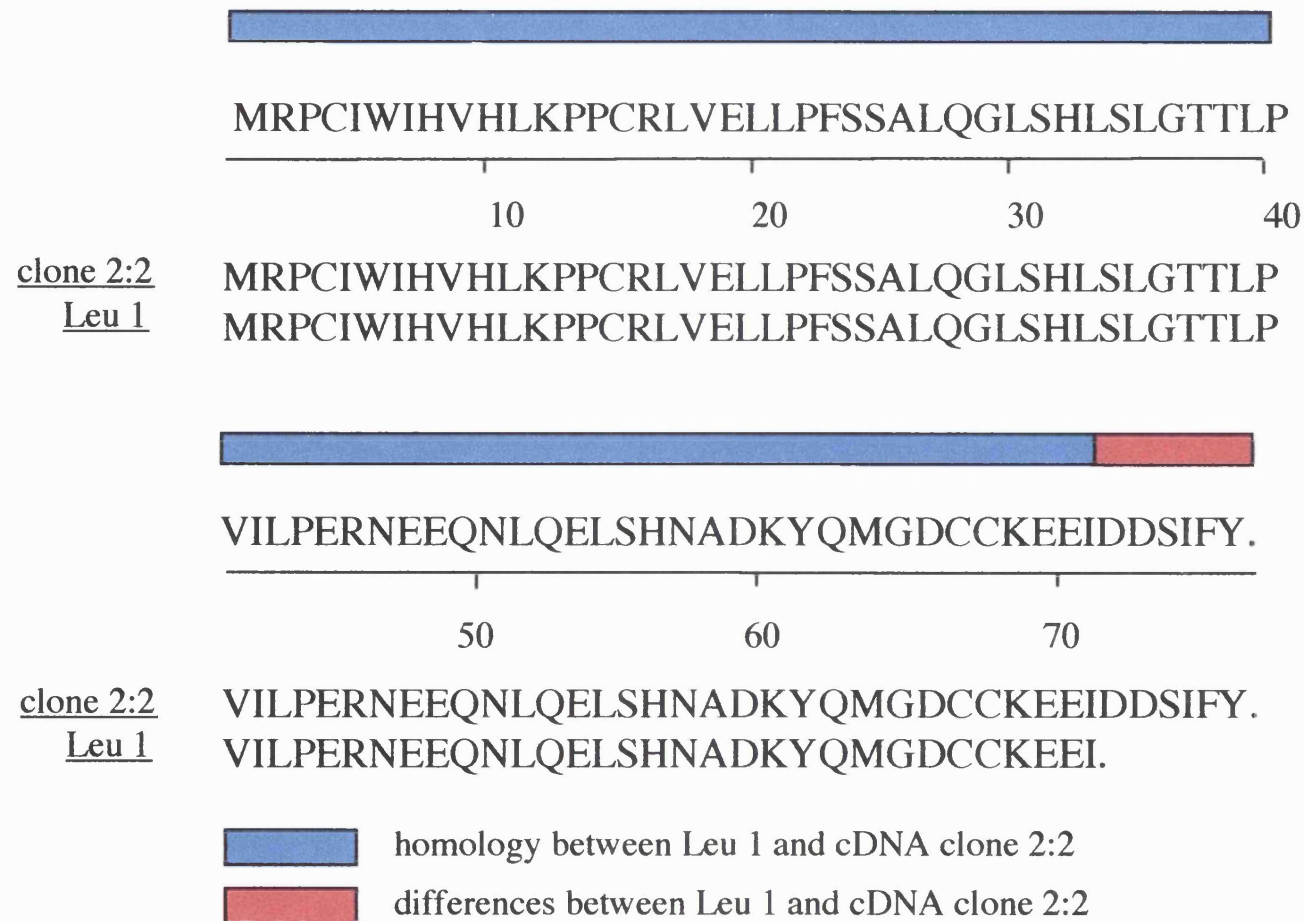 MRPCIWIHVHLKPPCRLVELLPFSSALQGLSHLSLGTTLP
10 20 30 40
clone 2:2 MRPCIWIHVHLKPPCRLVELLPFSSALQGLSHLSLGTTLP
Leu 1 MRPCIWIHVHLKPPCRLVELLPFSSALQGLSHLSLGTTLP
VILPERNEEQNLQELSHNADKYQMGDCCKEEIDDSIFY.
50 60 70
clone 2:2 VILPERNEEQNLQELSHNADKYQMGDCCKEEIDDSIFY.
Leu 1 VILPERNEEQNLQELSHNADKYQMGDCCKEEI.
homology between Leu 1 and cDNA clone 2:2
differences between Leu 1 and cDNA clone 2:2